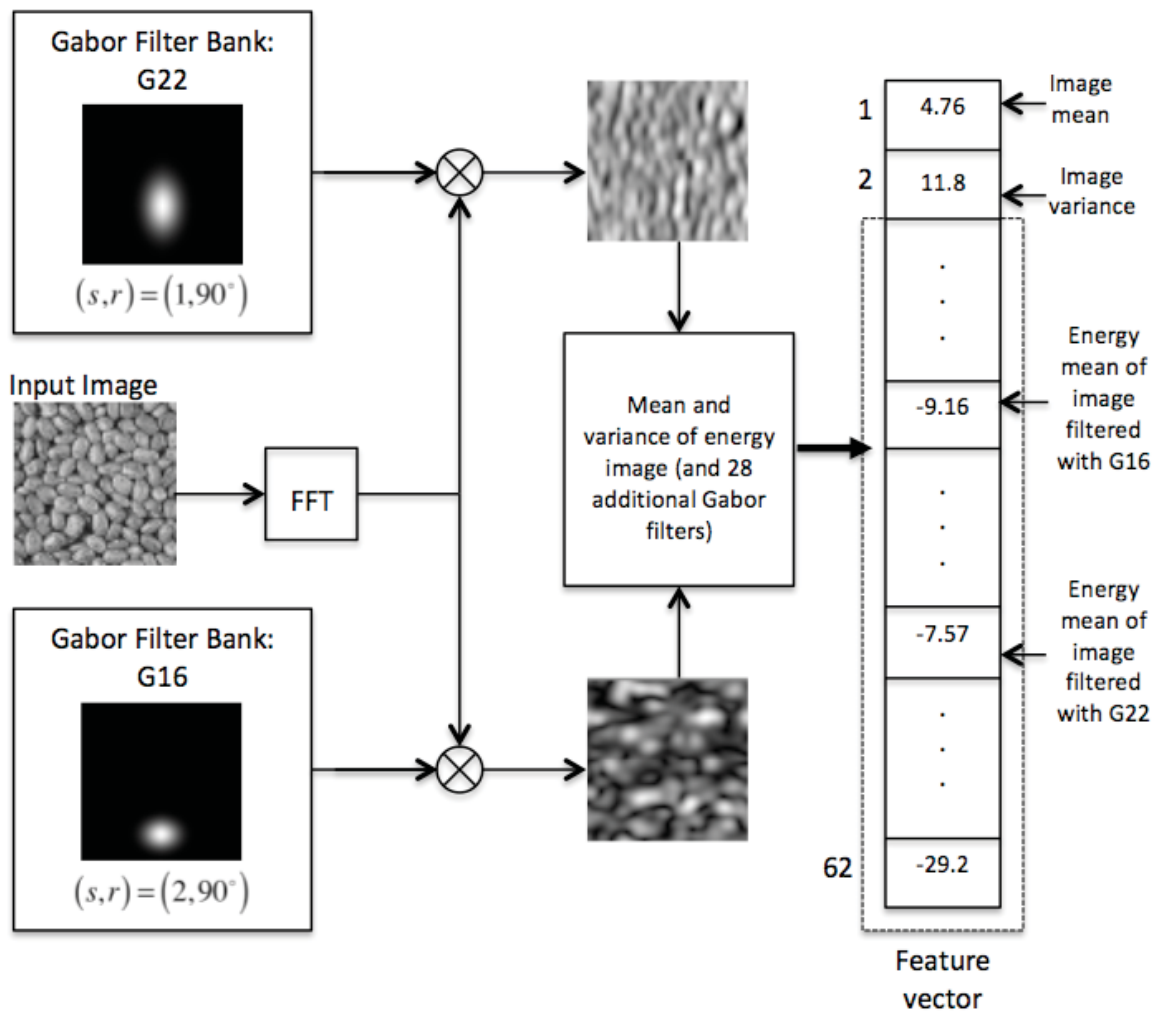 Gabor Filter Bank:
G22
(s,r)=(1,90°)
Input Image
FFT
Gabor Filter Bank:
G16
(s,r)=(2,90°)
Mean and
variance of energy
image (and 28
additional Gabor
filters)
1
4.76
Image
mean
2
11.8
Image
variance
.
.
.
-9.16
Energy
mean of
image
filtered
with G16
.
.
.
-7.57
Energy
mean of
image
filtered
with G22
.
.
.
62
-29.2
Feature
vector